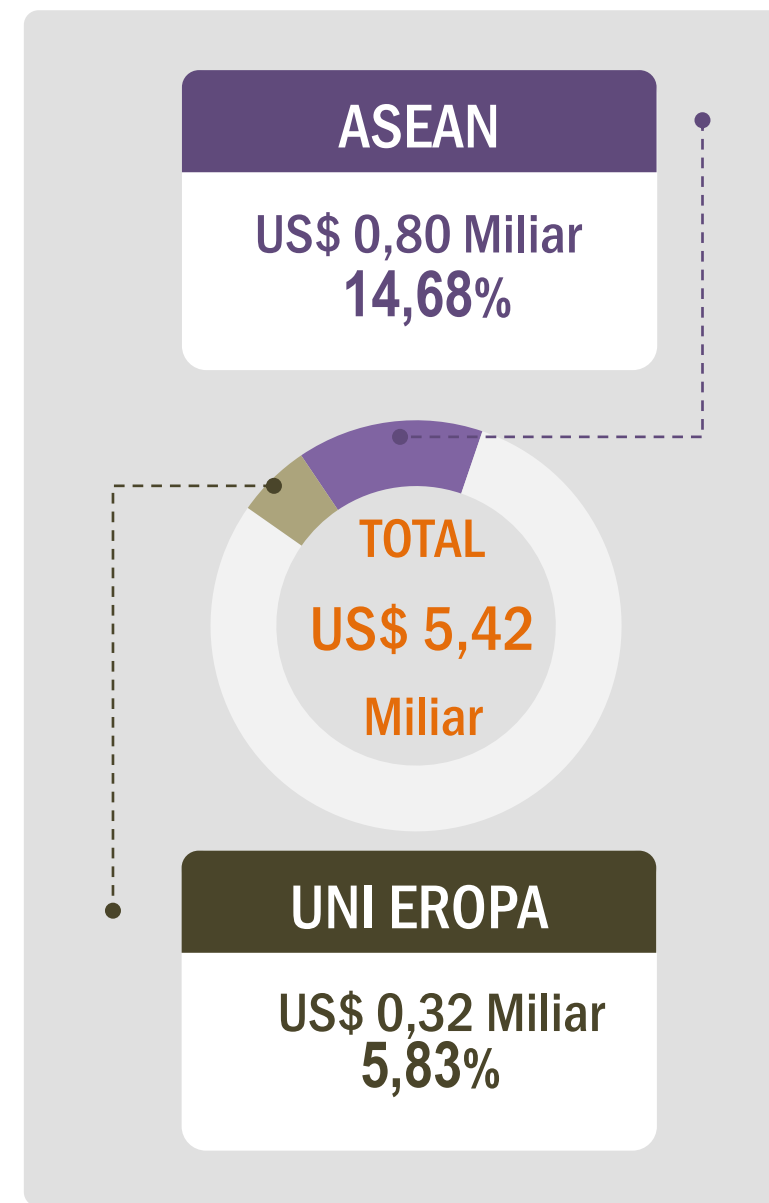 ASEAN
US$ 0,80 Miliar
14,68%
TOTAL
US$ 5,42
Miliar
UNI EROPA
US$ 0,32 Miliar
5,83%